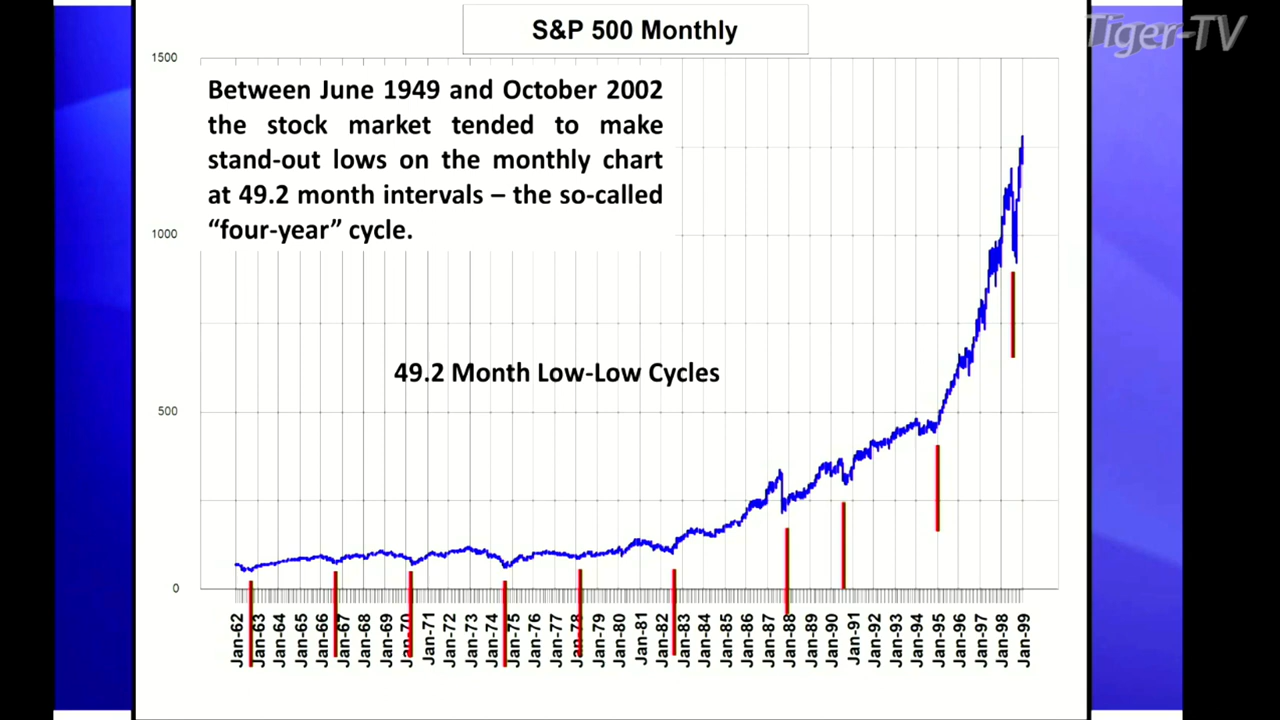 S&P 500 Monthly
Tiger-TV
1500
Between June 1949 and October 2002
the stock market tended to make
stand-out lows on the monthly chart
at 49.2 month intervals – the so-called
“four-year” cycle.
1000
49.2 Month Low-Low Cycles
500
0
Jan-62
Jan-63
Jan-64
Jan-65
Jan-66
Jan-67
Jan-68
Jan-69
Jan-70
Jan-71
Jan-72
Jan-73
Jan-74
Jan-75
Jan-76
Jan-77
Jan-78
Jan-79
Jan-80
Jan-81
Jan-82
Jan-83
Jan-84
Jan-85
Jan-86
Jan-87
Jan-88
Jan-89
Jan-90
Jan-91
Jan-92
Jan-93
Jan-94
Jan-95
Jan-96
Jan-97
Jan-98
Jan-99